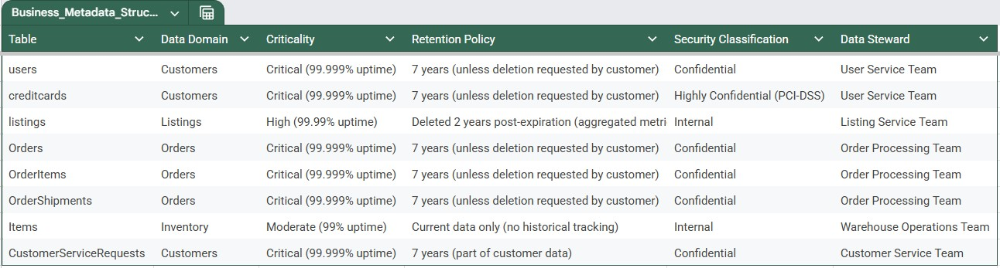 Business_Metadata_Struc...
Table Data Domain Criticality Retention Policy Security Classification Data Steward
users Customers Critical (99.999% uptime) 7 years (unless deletion requested by customer) Confidential User Service Team
creditcards Customers Critical (99.999% uptime) 7 years (unless deletion requested by customer) Highly Confidential (PCI-DSS) User Service Team
listings Listings High (99.99% uptime) Deleted 2 years post-expiration (aggregated metri Internal Listing Service Team
Orders Orders Critical (99.999% uptime) 7 years (unless deletion requested by customer) Confidential Order Processing Team
OrderItems Orders Critical (99.999% uptime) 7 years (unless deletion requested by customer) Confidential Order Processing Team
OrderShipments Orders Critical (99.999% uptime) 7 years (unless deletion requested by customer) Confidential Order Processing Team
Items Inventory Moderate (99% uptime) Current data only (no historical tracking) Internal Warehouse Operations Team
CustomerServiceRequests Customers Critical (99.999% uptime) 7 years (part of customer data) Confidential Customer Service Team